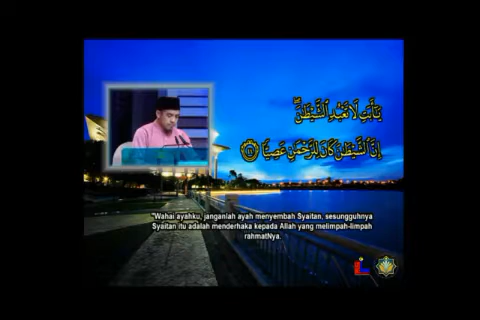 يَـٰٓأَبَتِ لَا تَعْبُدِ ٱلشَّيْطَـٰنَ ۖ
إِنَّ ٱلشَّيْطَـٰنَ كَانَ لِلرَّحْمَـٰنِ عَصِيًّا ﴿٤٤﴾
"Wahai ayahku, janganlah ayah menyembah Syaitan, sesungguhnya
Syaitan itu adalah menderhaka kepada Allah yang melimpah-limpah
rahmatNya.